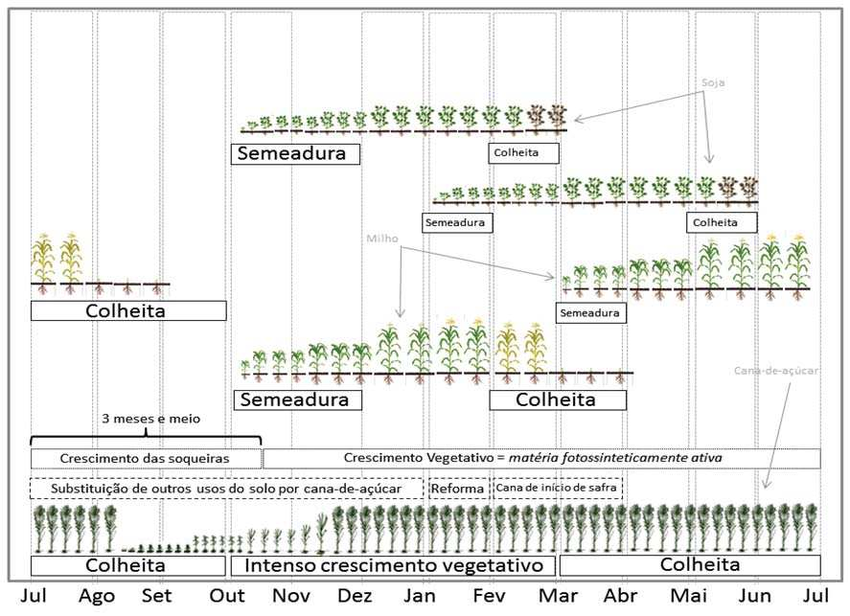 Soja
Semeadura
Colheita
Semeadura
Colheita
Milho
Colheita
Semeadura
Cana-de-açúcar
Semeadura
Colheita
3 meses e meio
Crescimento das soqueiras
Crescimento Vegetativo = matéria fotossinteticamente ativa
Substituição de outros usos do solo por cana-de-açúcar
Reforma
Cana de início de safra
Colheita
Intenso crescimento vegetativo
Colheita
Jul Ago Set Out Nov Dez Jan Fev Mar Abr Mai Jun Jul